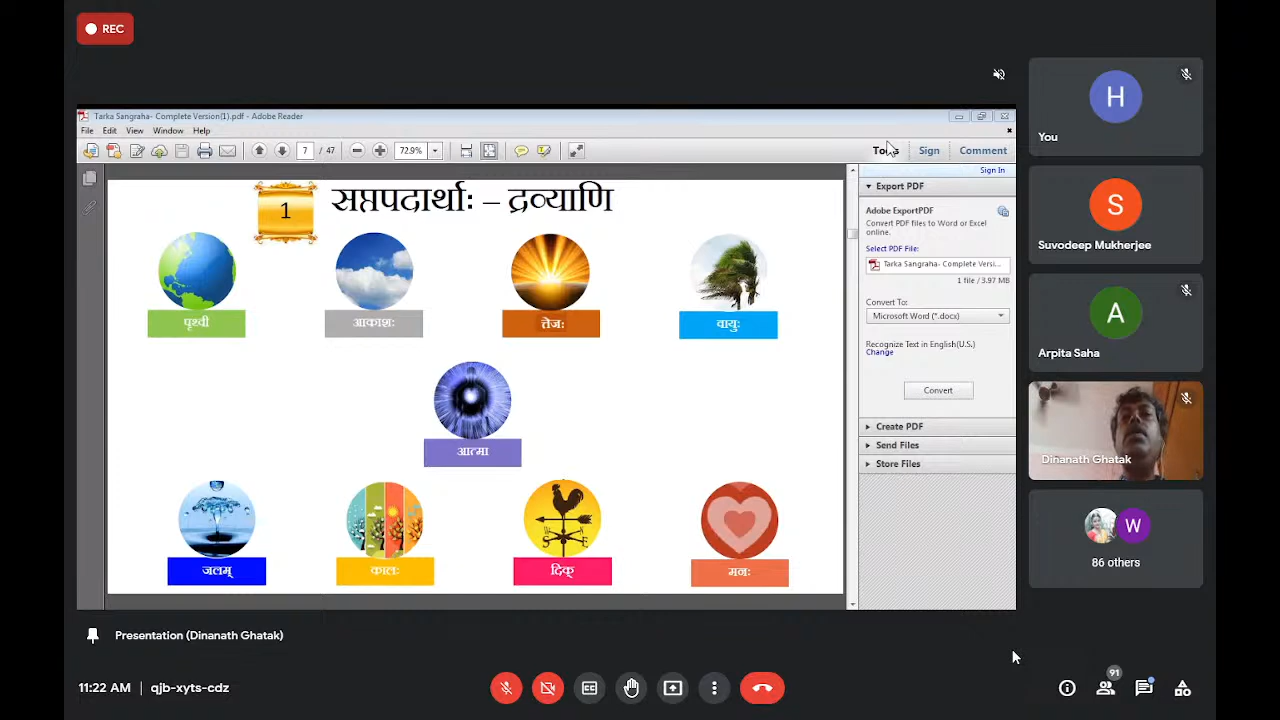 REC
Tarka Sangraha- Complete Version(1).pdf - Adobe Reader
File Edit View Window Help
7 / 47
72.9%
Tools Sign Comment
Sign In
Export PDF
Adobe ExportPDF
Convert PDF files to Word or Excel online.
Select PDF File:
Tarka Sangraha- Complete Versi...
1 file / 3.97 MB
Convert To:
Microsoft Word (*.docx)
Recognize Text in English(U.S.)
Change
Convert
Create PDF
Send Files
Store Files
1
सप्तपदार्थाः – द्रव्याणि
पृथ्वी
आकाशः
तेजः
वायुः
आत्मा
जलम्
कालः
दिक्
मनः
H
You
S
Suvodeep Mukherjee
A
Arpita Saha
Dinanath Ghatak
W
86 others
Presentation (Dinanath Ghatak)
11:22 AM | qjb-xyts-cdz
CC
91